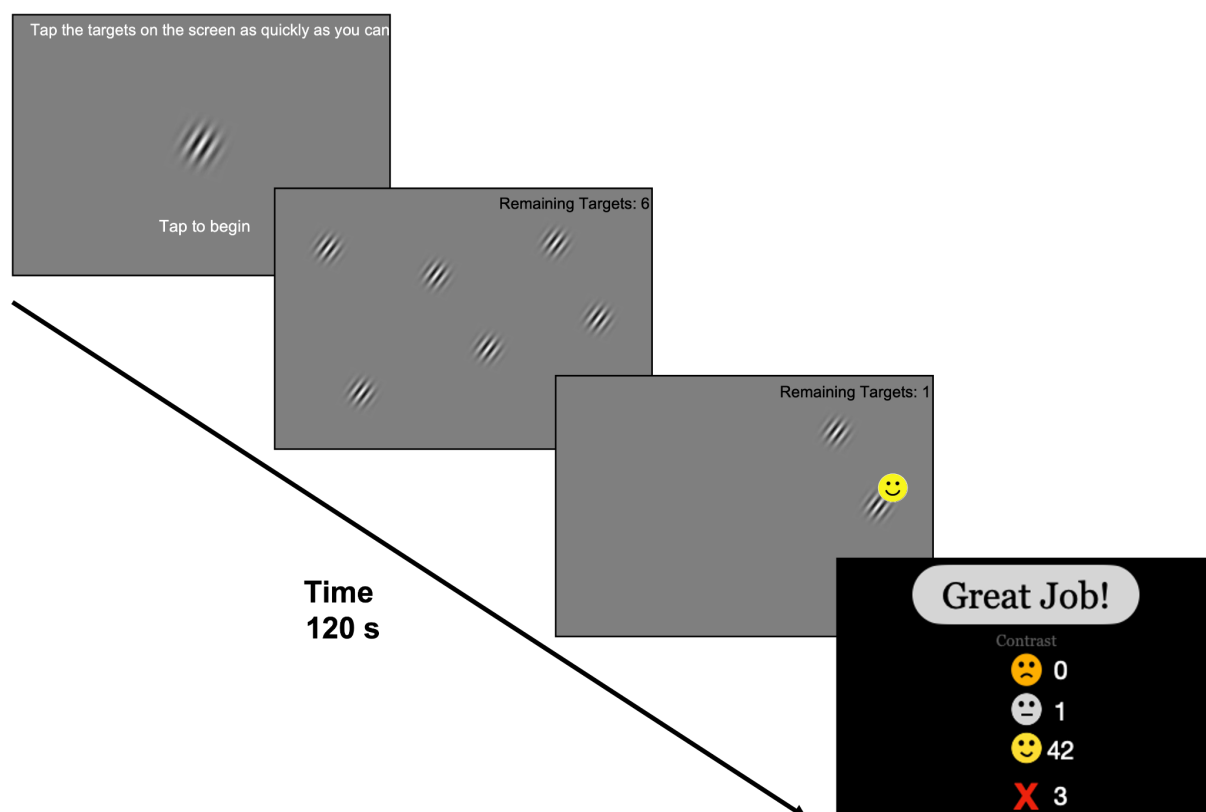 Tap the targets on the screen as quickly as you can
Tap to begin
Remaining Targets: 6
Remaining Targets: 1
Time
120 s
Great Job!
Contrast
0
1
42
X 3